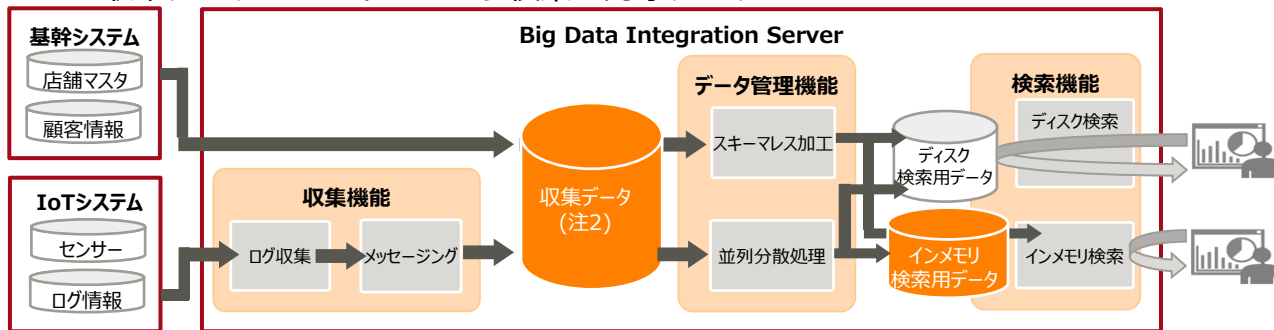 基幹システム
店舗マスタ
顧客情報
IoTシステム
センサー
ログ情報
Big Data Integration Server
収集機能
ログ収集
メッセージング
収集データ
(注2)
データ管理機能
スキーマレス加工
並列分散処理
ディスク
検索用データ
インメモリ
検索用データ
検索機能
ディスク検索
インメモリ検索